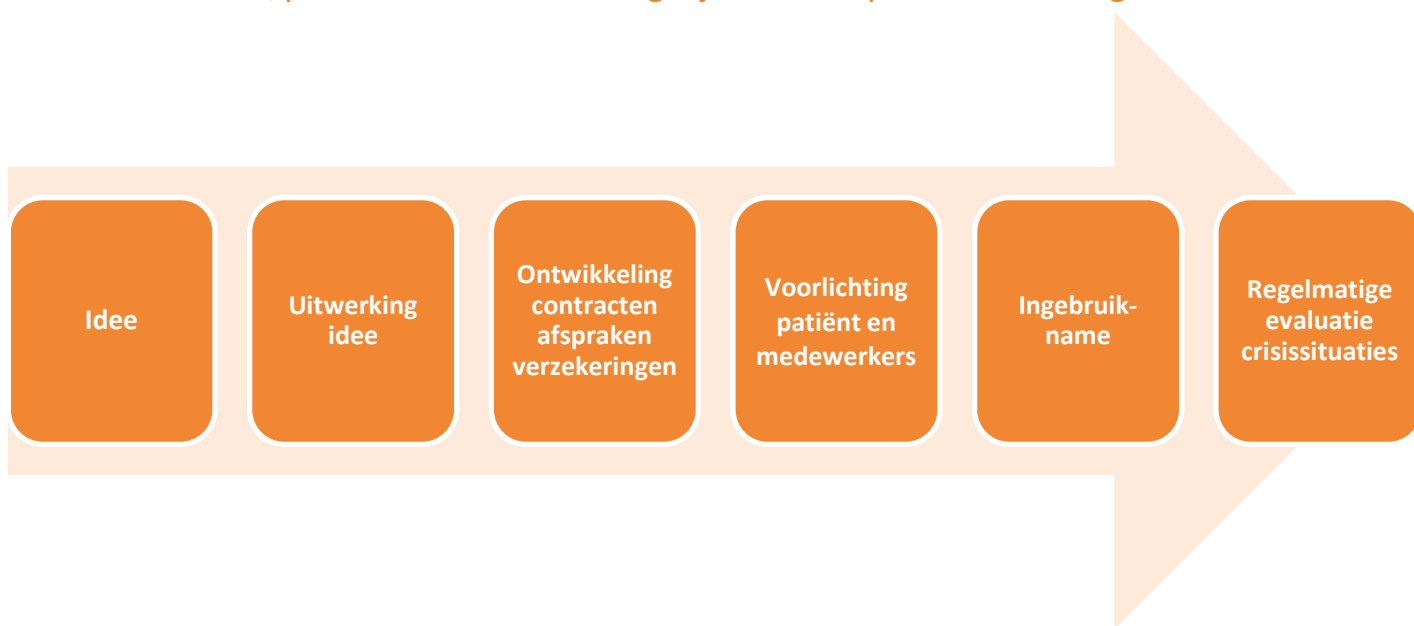 Idee
Uitwerking
idee
Ontwikkeling
contracten
afspraken
verzekeringen
Voorlichting
patiënt en
medewerkers
Ingebruik-
name
Regelmatige
evaluatie
crisissituaties